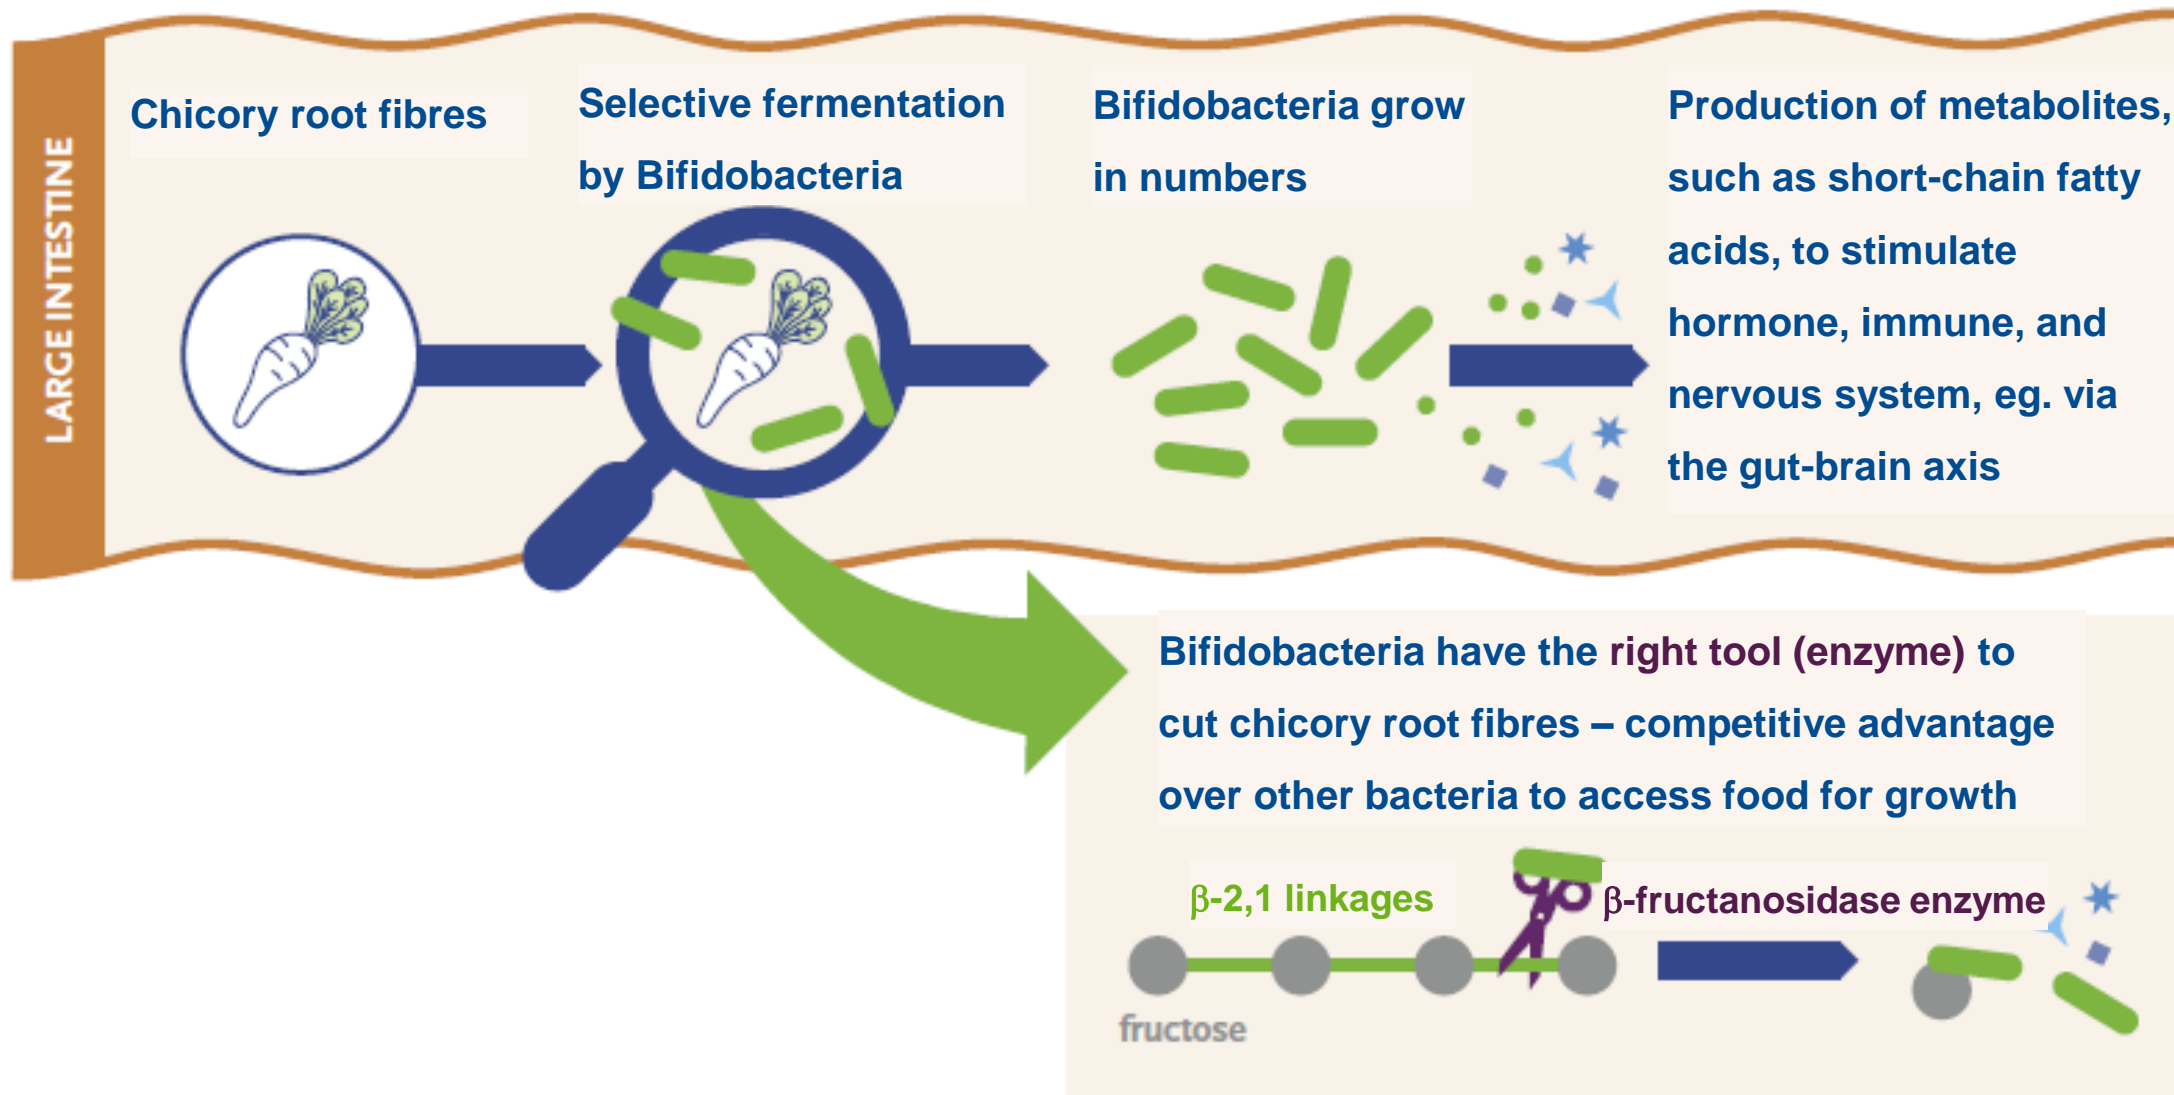 LARGE INTESTINE
Chicory root fibres
Selective fermentation
by Bifidobacteria
Bifidobacteria grow
in numbers
Production of metabolites,
such as short-chain fatty
acids, to stimulate
hormone, immune, and
nervous system, eg. via
the gut-brain axis
Bifidobacteria have the right tool (enzyme) to
cut chicory root fibres – competitive advantage
over other bacteria to access food for growth
β-2,1 linkages
β-fructanosidase enzyme
fructose